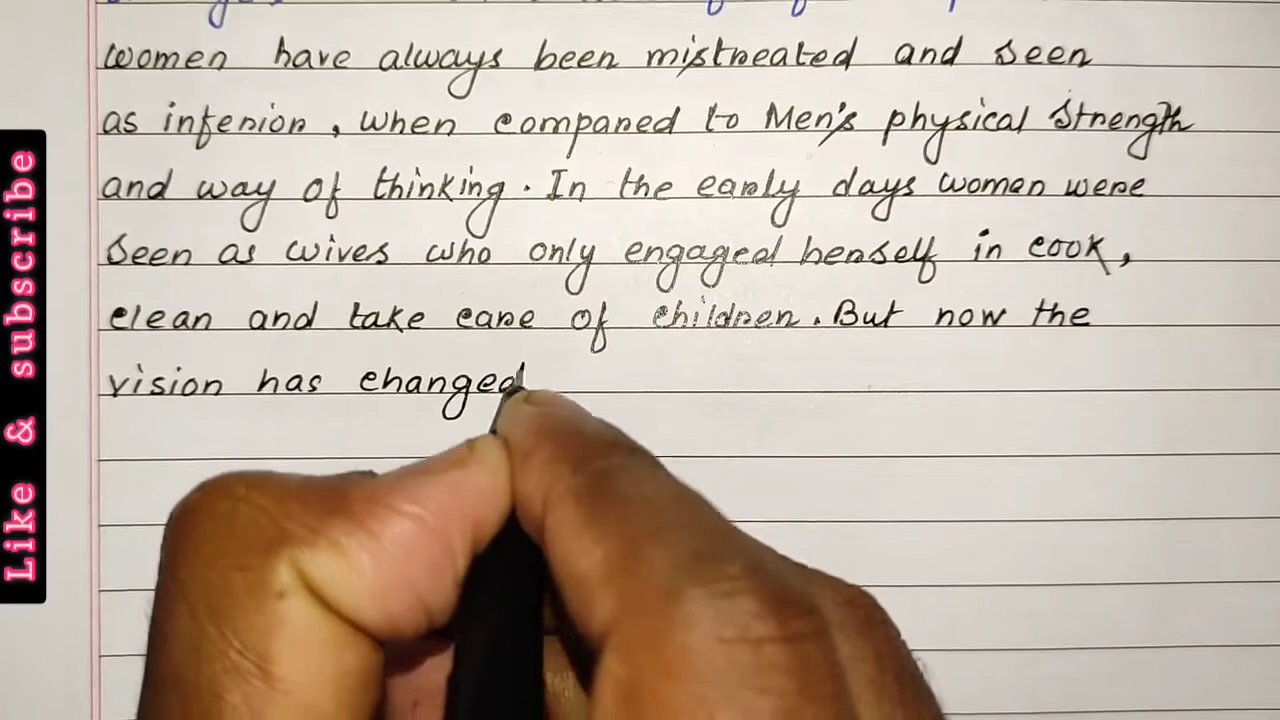 women have always been mistreated and seen
as inferior, when compared to Men's physical strength
and way of thinking. In the early days women were
seen as wives who only engaged herself in cook,
clean and take care of children. But now the
vision has changed
Like & subscribe